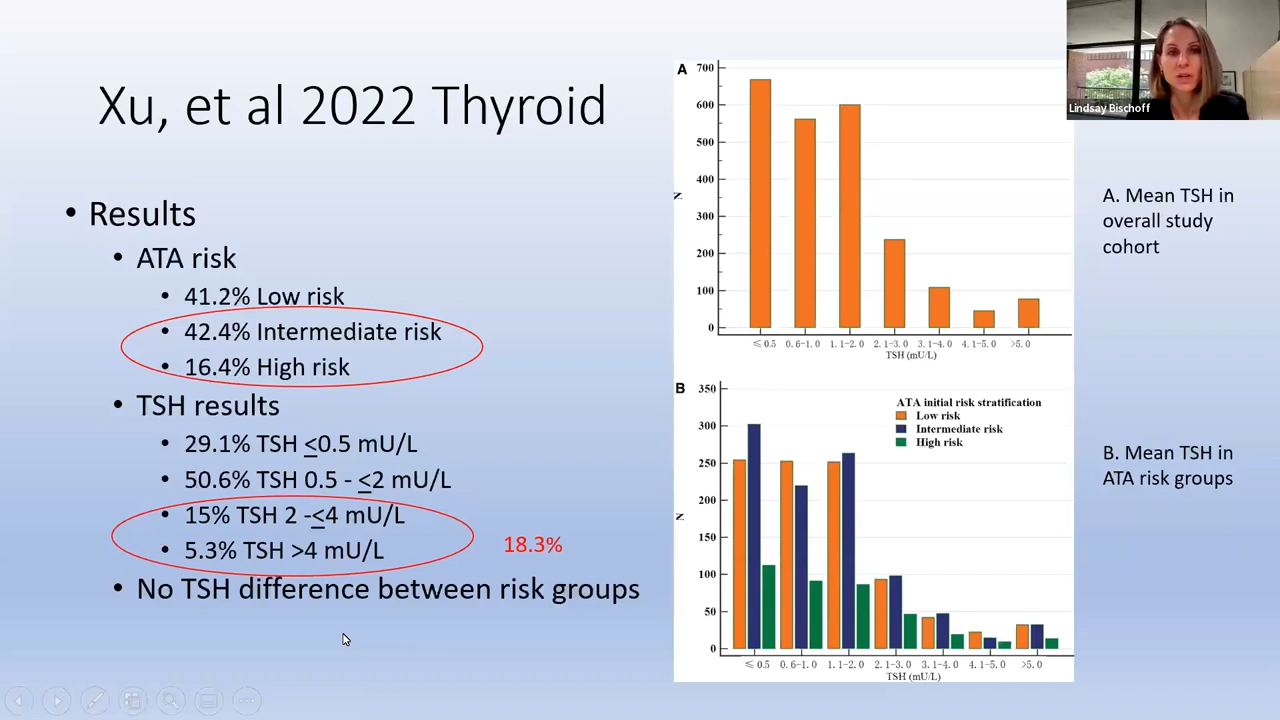 Xu, et al 2022 Thyroid
• Results
• ATA risk
• 41.2% Low risk
• 42.4% Intermediate risk
• 16.4% High risk
• TSH results
• 29.1% TSH <0.5 mU/L
• 50.6% TSH 0.5 - <2 mU/L
• 15% TSH 2 -<4 mU/L
• 5.3% TSH >4 mU/L
18.3%
• No TSH difference between risk groups
A
700
600
500
400
300
200
100
0
N
≤0.5 0.6-1.0 1.1-2.0 2.1-3.0 3.1-4.0 4.1-5.0 >5.0
TSH (mU/L)
B
350
300
250
200
150
100
50
0
N
ATA initial risk stratification
Low risk
Intermediate risk
High risk
≤0.5 0.6-1.0 1.1-2.0 2.1-3.0 3.1-4.0 4.1-5.0 >5.0
TSH (mU/L)
Lindsay Bischoff
A. Mean TSH in
overall study
cohort
B. Mean TSH in
ATA risk groups